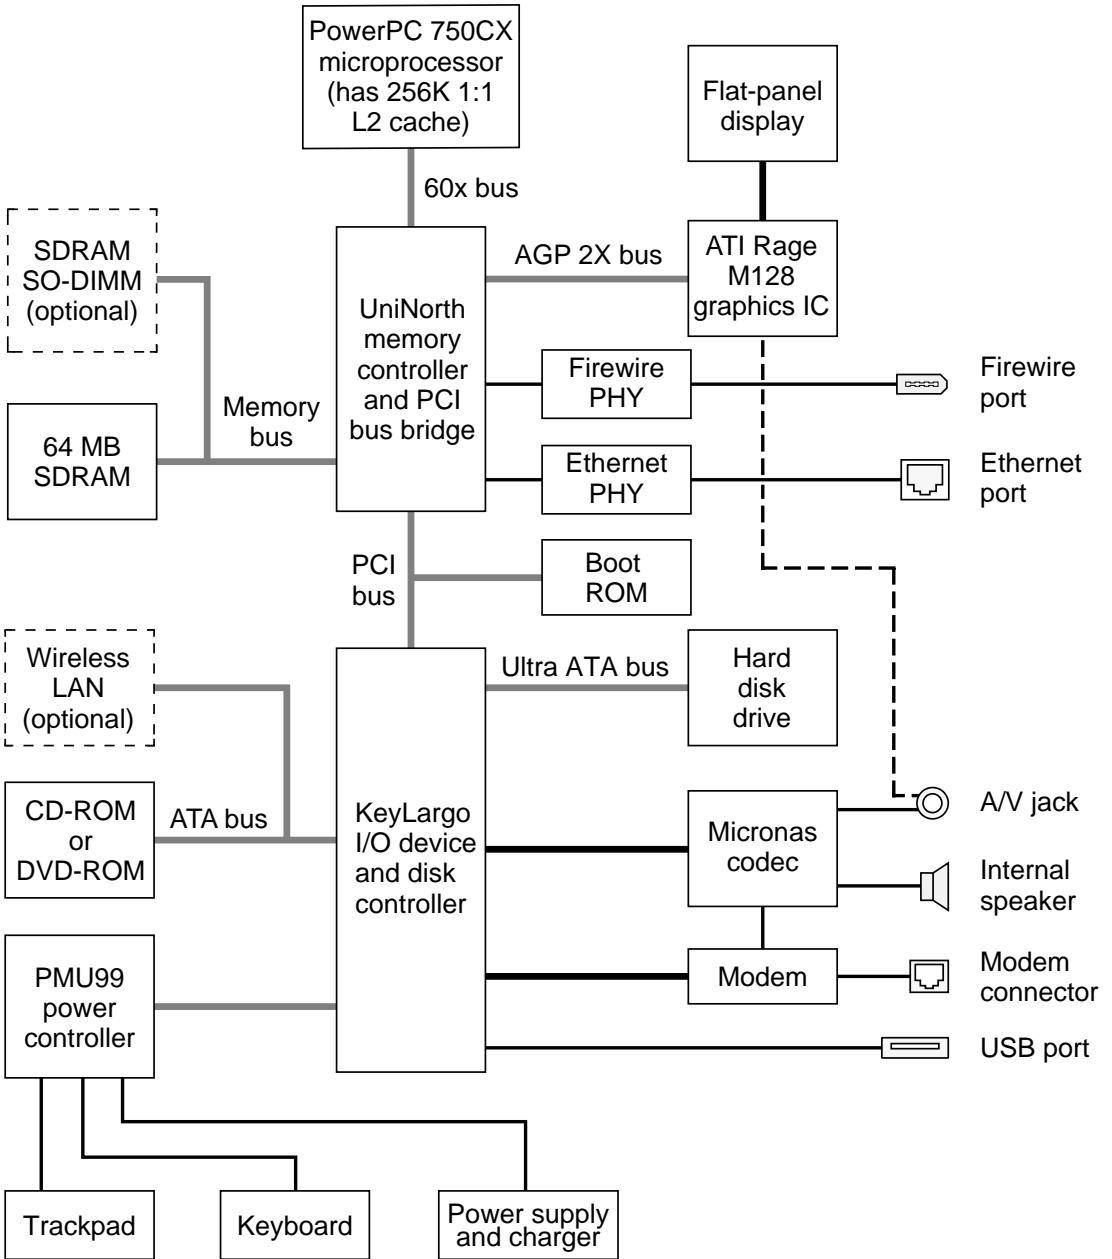 PowerPC 750CX
microprocessor
(has 256K 1:1
L2 cache)
Flat-panel
display
60x bus
SDRAM
SO-DIMM
(optional)
AGP 2X bus
ATI Rage
M128
graphics IC
UniNorth
memory
controller
and PCI
bus bridge
Firewire
PHY
Firewire
port
Memory
bus
64 MB
SDRAM
Ethernet
PHY
Ethernet
port
PCI
bus
Boot
ROM
Wireless
LAN
(optional)
Ultra ATA bus
Hard
disk
drive
CD-ROM
or
DVD-ROM
ATA bus
KeyLargo
I/O device
and disk
controller
Micronas
codec
A/V jack
Internal
speaker
PMU99
power
controller
Modem
Modem
connector
USB port
Trackpad
Keyboard
Power supply
and charger